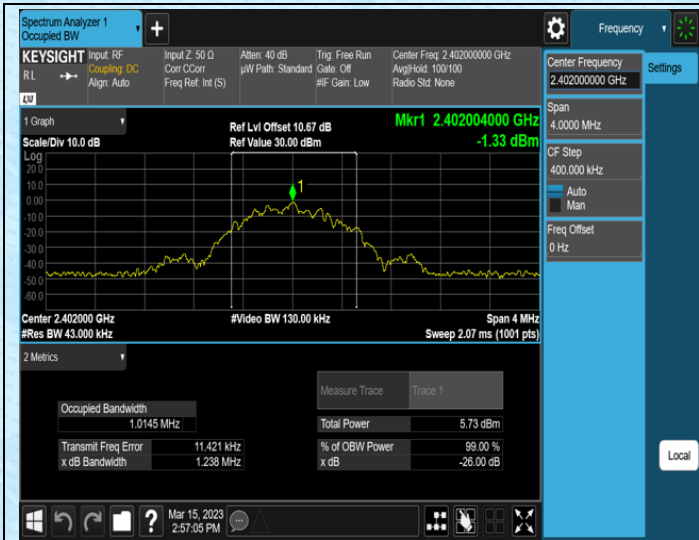 Spectrum Analyzer 1
Occupied BW
Frequency
KEYSIGHT
Input: RF
Coupling: DC
Align: Auto
Input Z: 50 Ω
Corr CCorr
Freq Ref: Int (S)
Atten: 40 dB
µW Path: Standard
Trig: Free Run
Gate: Off
#IF Gain: Low
Center Freq: 2.402000000 GHz
Avg|Hold: 100/100
Radio Std: None
R L
LXI
Center Frequency
2.402000000 GHz
Settings
Span
4.0000 MHz
CF Step
400.000 kHz
Auto
Man
Freq Offset
0 Hz
1 Graph
Scale/Div 10.0 dB
Ref Lvl Offset 10.67 dB
Ref Value 30.00 dBm
Mkr1 2.402004000 GHz
-1.33 dBm
Log
20.0
10.0
0.00
-10.0
-20.0
-30.0
-40.0
-50.0
-60.0
1
Center 2.402000 GHz
#Res BW 43.000 kHz
#Video BW 130.00 kHz
Span 4 MHz
Sweep 2.07 ms (1001 pts)
2 Metrics
Measure Trace Trace 1
Occupied Bandwidth
1.0145 MHz
Total Power 5.73 dBm
Transmit Freq Error 11.421 kHz
% of OBW Power 99.00 %
x dB Bandwidth 1.238 MHz
x dB -26.00 dB
Local
Mar 15, 2023
2:57:05 PM